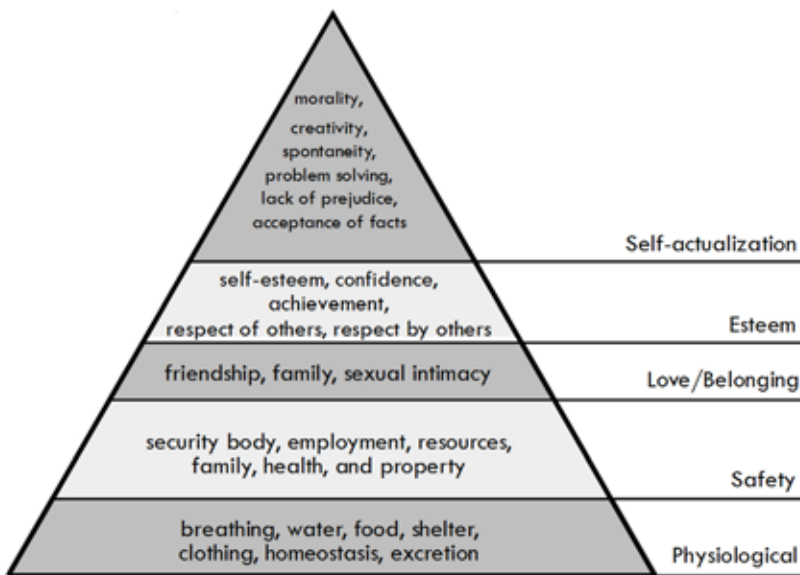 morality,
creativity,
spontaneity,
problem solving,
lack of prejudice,
acceptance of facts
Self-actualization
self-esteem, confidence,
achievement,
respect of others, respect by others
Esteem
friendship, family, sexual intimacy
Love/Belonging
security body, employment, resources,
family, health, and property
Safety
breathing, water, food, shelter,
clothing, homeostasis, excretion
Physiological